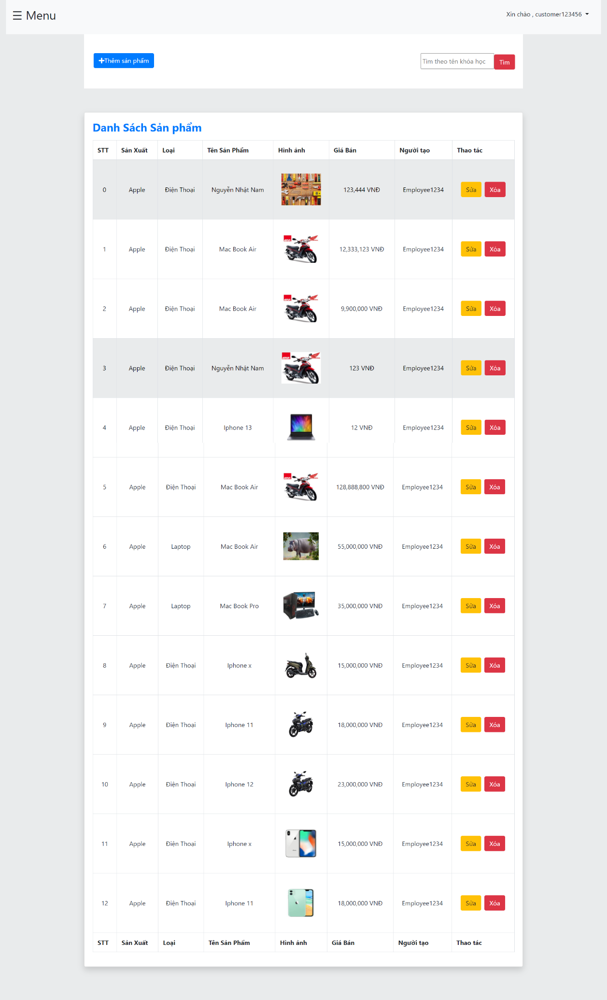 ☰ Menu
Xin chào , customer123456
Thêm sản phẩm
Tìm theo tên khóa học
Tìm
Danh Sách Sản phẩm
STT Sản Xuất Loại Tên Sản Phẩm Hình ảnh Giá Bán Người tạo Thao tác
0 Apple Điện Thoại Nguyễn Nhật Nam 123,444 VNĐ Employee1234 Sửa Xóa
1 Apple Điện Thoại Mac Book Air 12,333,123 VNĐ Employee1234 Sửa Xóa
2 Apple Điện Thoại Mac Book Air 9,900,000 VNĐ Employee1234 Sửa Xóa
3 Apple Điện Thoại Nguyễn Nhật Nam 123 VNĐ Employee1234 Sửa Xóa
4 Apple Điện Thoại Iphone 13 12 VNĐ Employee1234 Sửa Xóa
5 Apple Điện Thoại Mac Book Air 128,888,800 VNĐ Employee1234 Sửa Xóa
6 Apple Laptop Mac Book Air 55,000,000 VNĐ Employee1234 Sửa Xóa
7 Apple Laptop Mac Book Pro 35,000,000 VNĐ Employee1234 Sửa Xóa
8 Apple Điện Thoại Iphone x 15,000,000 VNĐ Employee1234 Sửa Xóa
9 Apple Điện Thoại Iphone 11 18,000,000 VNĐ Employee1234 Sửa Xóa
10 Apple Điện Thoại Iphone 12 23,000,000 VNĐ Employee1234 Sửa Xóa
11 Apple Điện Thoại Iphone x 15,000,000 VNĐ Employee1234 Sửa Xóa
12 Apple Điện Thoại Iphone 11 18,000,000 VNĐ Employee1234 Sửa Xóa
STT Sản Xuất Loại Tên Sản Phẩm Hình ảnh Giá Bán Người tạo Thao tác